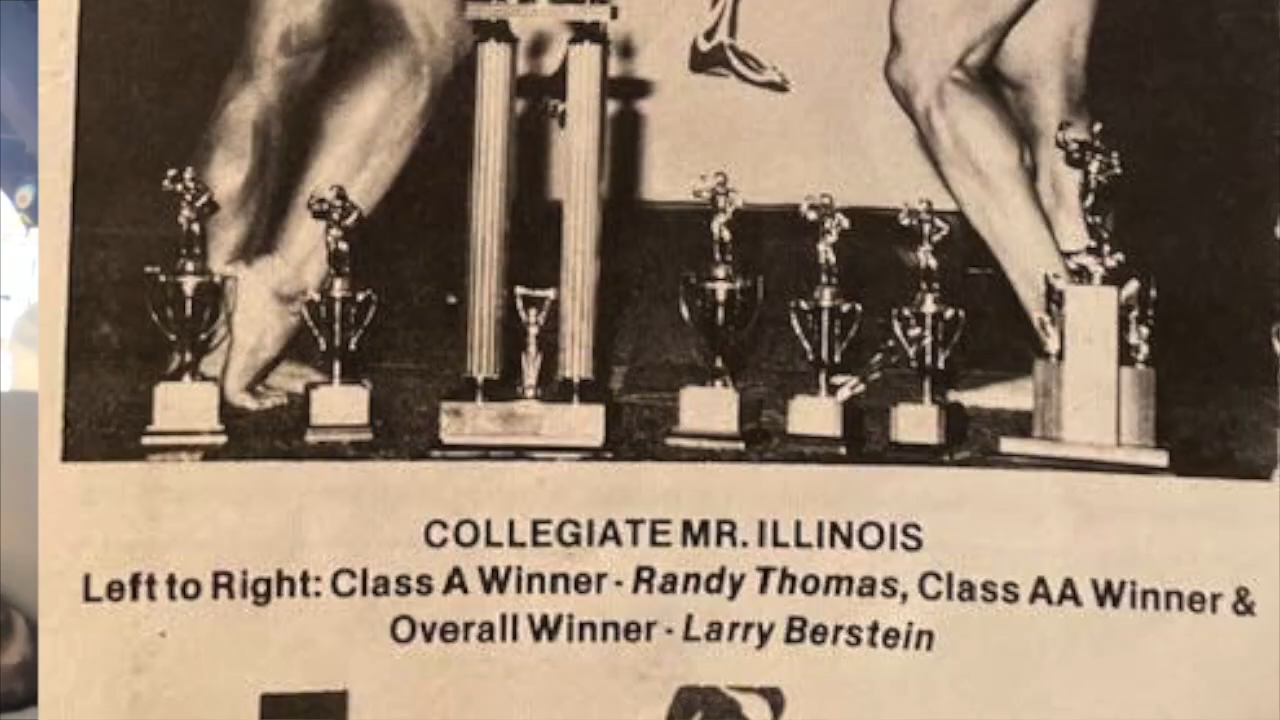 COLLEGIATE MR. ILLINOIS
Left to Right: Class A Winner - Randy Thomas, Class AA Winner &
Overall Winner - Larry Berstein